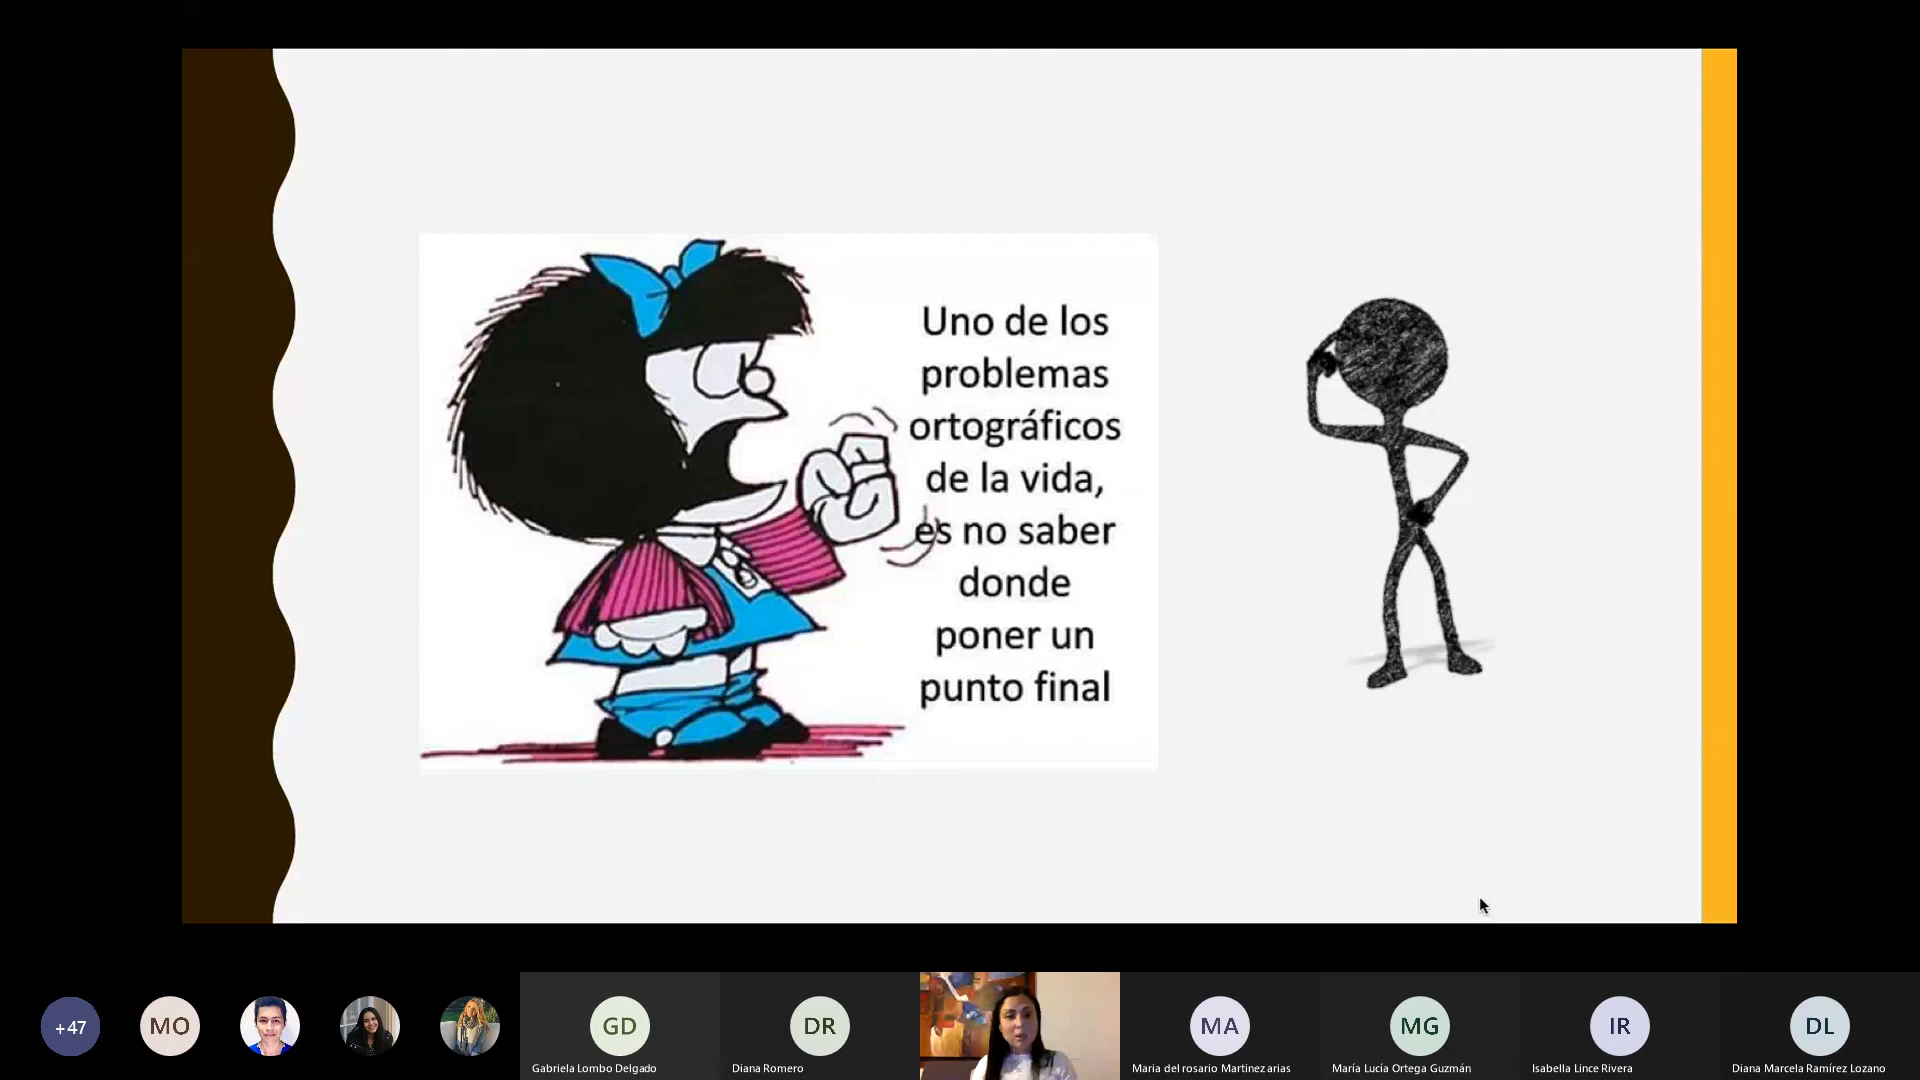 Uno de los
problemas
ortográficos
de la vida,
es no saber
donde
poner un
punto final
+47
MO
GD
DR
MA
MG
IR
DL
Gabriela Lombo Delgado
Diana Romero
Maria del rosario Martinez arias
María Lucía Ortega Guzmán
Isabella Lince Rivera
Diana Marcela Ramírez Lozano